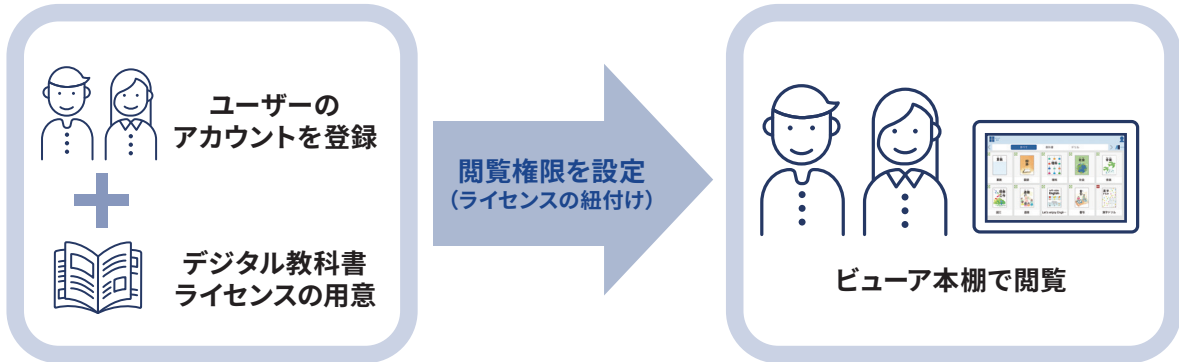 ユーザーの
アカウントを登録
デジタル教科書
ライセンスの用意
閲覧権限を設定
（ライセンスの紐付け）
ビューア本棚で閲覧